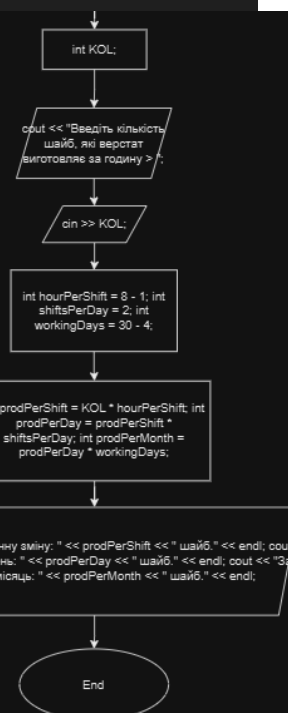 int KOL;
cout << "Введіть кількість
шайб, які верстат
виготовляє за годину > ";
cin >> KOL;
int hourPerShift = 8 - 1; int
shiftsPerDay = 2; int
workingDays = 30 - 4;
prodPerShift = KOL * hourPerShift; int
prodPerDay = prodPerShift *
shiftsPerDay; int prodPerMonth =
prodPerDay * workingDays;
зміну: " << prodPerShift << " шайб." << endl; cou
нь: " << prodPerDay << " шайб." << endl; cout << "За
місяць: " << prodPerMonth << " шайб." << endl;
End